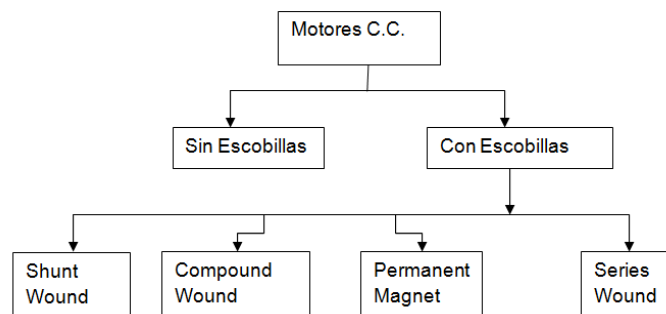 Motores C.C.
Sin Escobillas
Con Escobillas
Shunt
Wound
Compound
Wound
Permanent
Magnet
Series
Wound